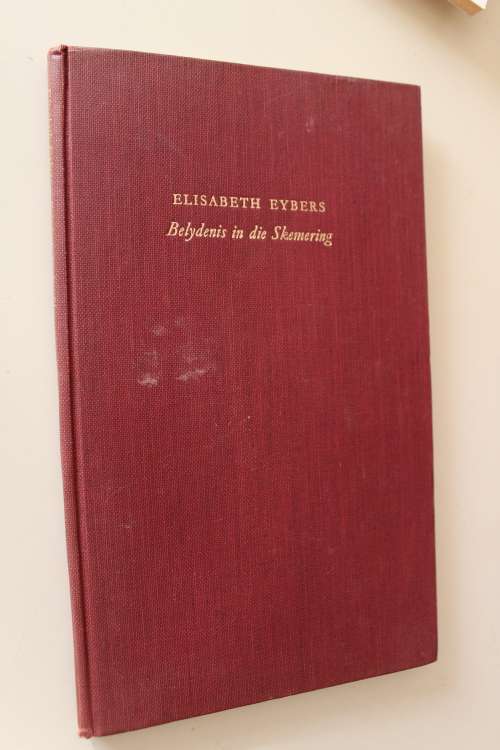 ELISABETH EYBERS
Belydenis in die Skemering